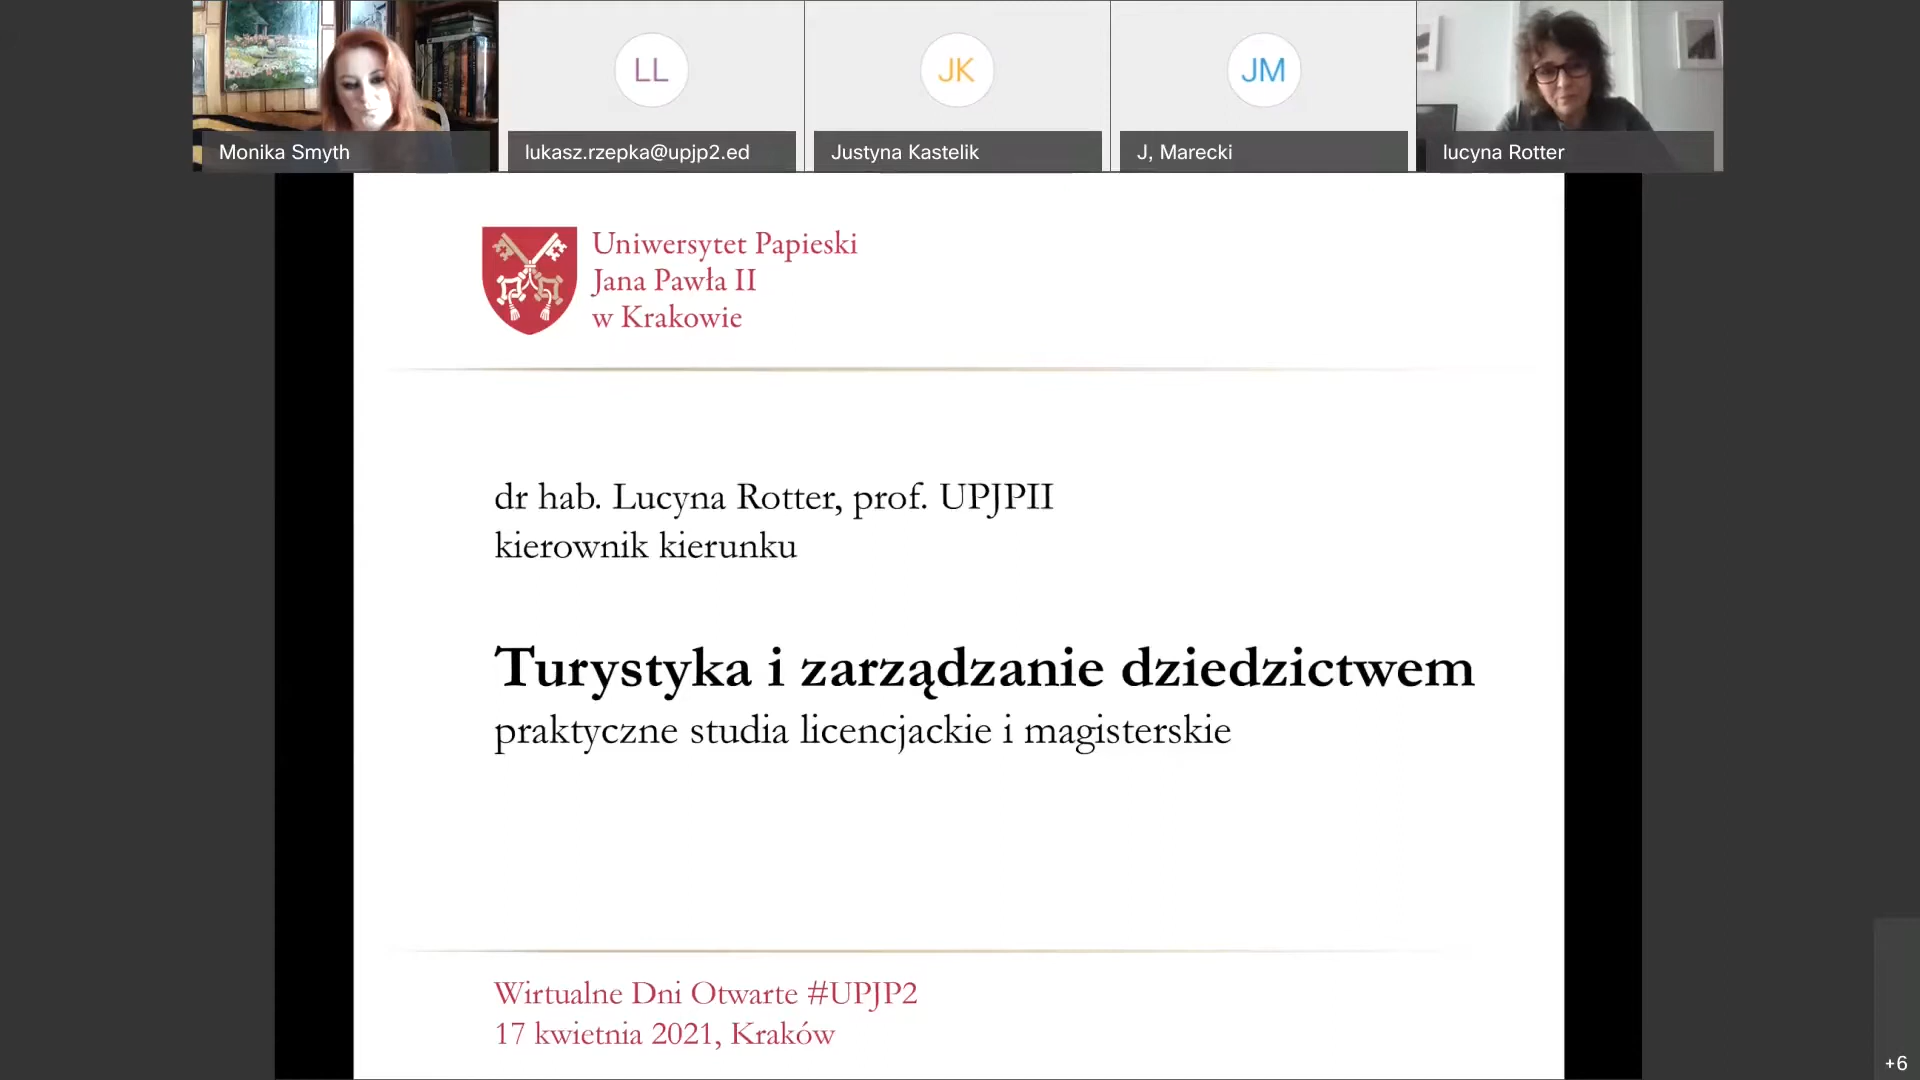 Monika Smyth
LL
lukasz.rzepka@upjp2.ed
JK
Justyna Kastelik
JM
J, Marecki
lucyna Rotter
Uniwersytet Papieski
Jana Pawła II
w Krakowie
dr hab. Lucyna Rotter, prof. UPJPII
kierownik kierunku
Turystyka i zarządzanie dziedzictwem
praktyczne studia licencjackie i magisterskie
Wirtualne Dni Otwarte #UPJP2
17 kwietnia 2021, Kraków
+6